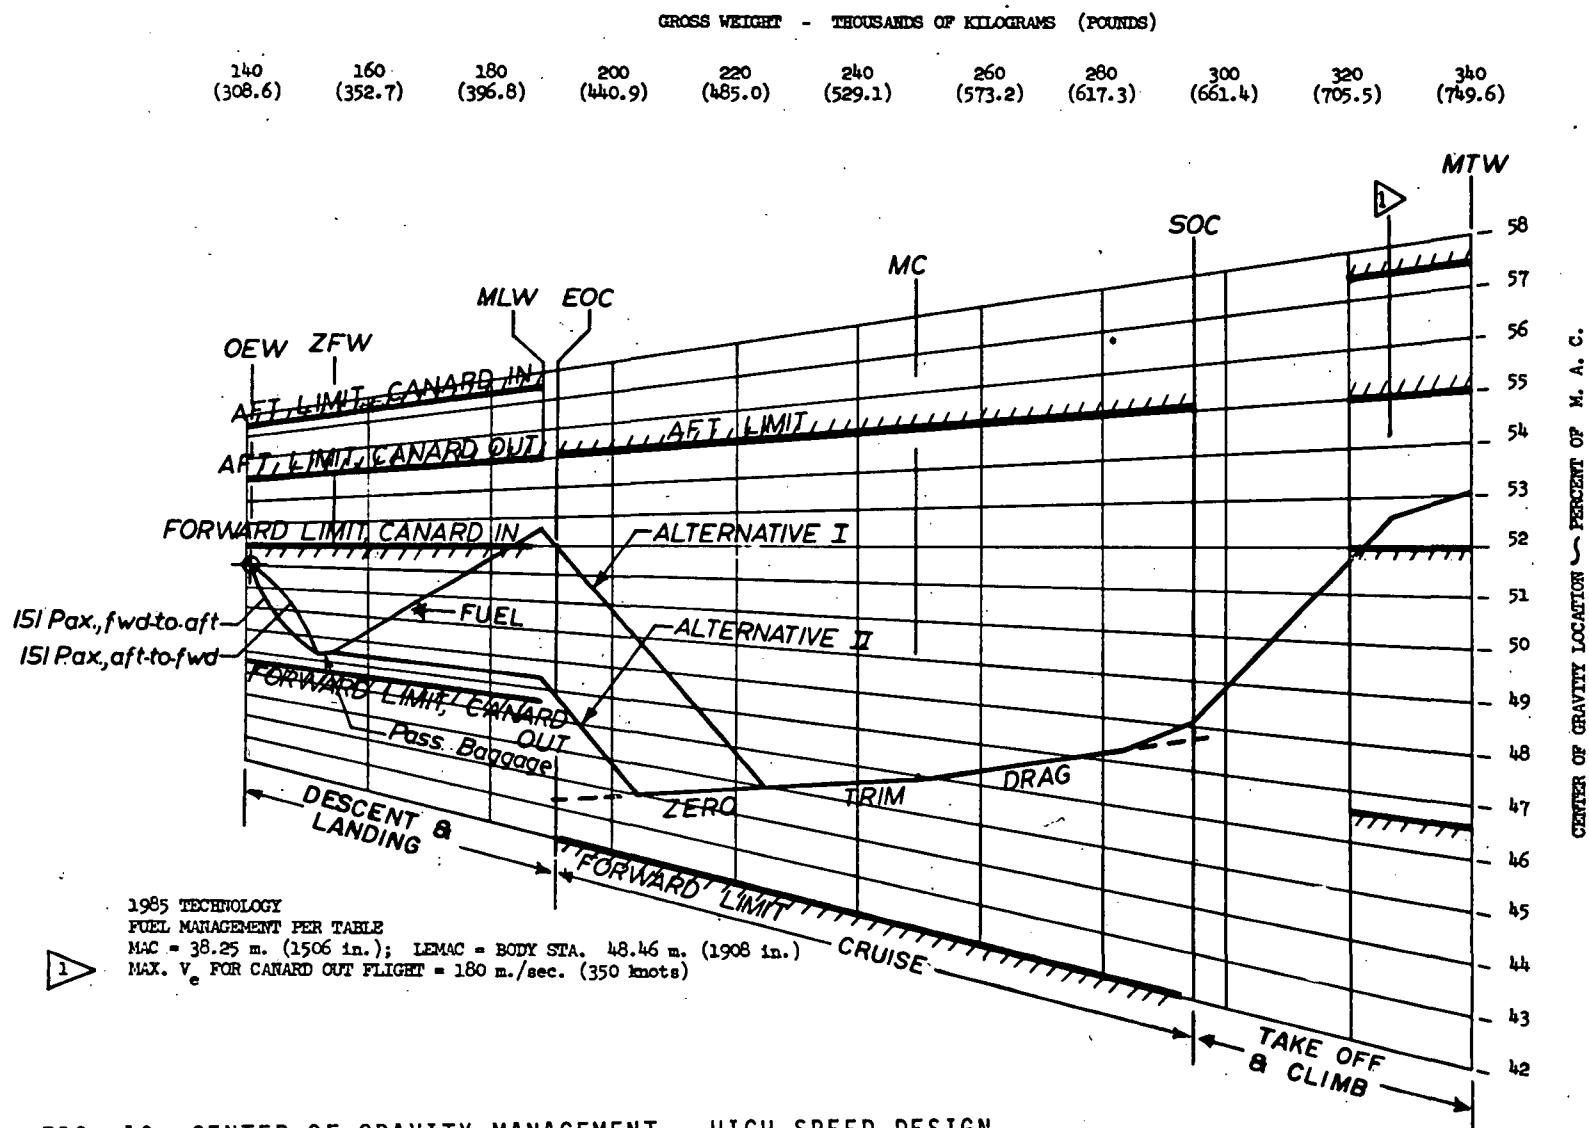 GROSS WEIGHT - THOUSANDS OF KILOGRAMS (POUNDS)
140 160 180 200 220 240 260 280 300 320 340
(308.6) (352.7) (396.8) (440.9) (485.0) (529.1) (573.2) (617.3) (661.4) (705.5) (749.6)
MTW
1
SOC
MC
MLW EOC
OEW ZFW
58
57
56
55
54
53
52
51
50
49
48
47
46
45
44
43
42
CENTER OF GRAVITY LOCATION ~ PERCENT OF M. A. C.
AFT LIMIT, CANARD IN
AFT LIMIT, CANARD OUT
AFT LIMIT
FORWARD LIMIT, CANARD IN
ALTERNATIVE I
FUEL
ALTERNATIVE II
151 Pax., fwd-to-aft
151 Pax., aft-to-fwd
FORWARD LIMIT, CANARD
OUT
Pass. Baggage
ZERO TRIM DRAG
DESCENT &
LANDING
FORWARD LIMIT
CRUISE
TAKE OFF
& CLIMB
1985 TECHNOLOGY
FUEL MANAGEMENT PER TABLE
MAC = 38.25 m. (1506 in.); LEMAC = BODY STA. 48.46 m. (1908 in.)
1 MAX. Ve FOR CANARD OUT FLIGHT = 180 m./sec. (350 knots)
CENTER OF GRAVITY MANAGEMENT - HIGH SPEED DESIGN